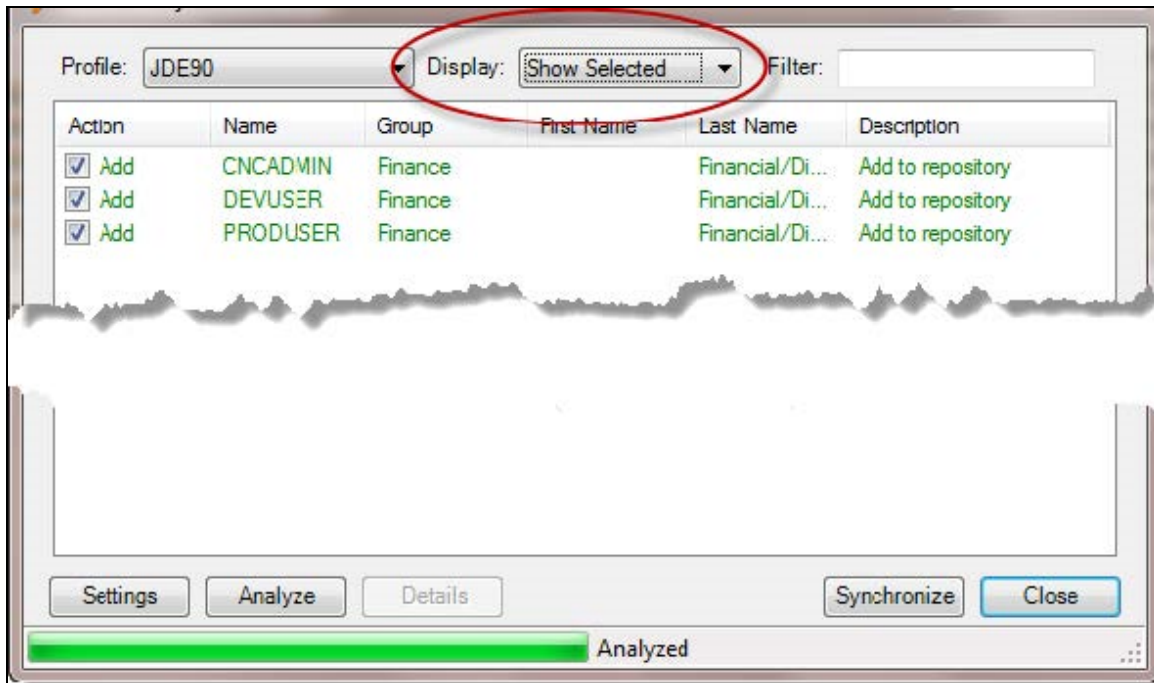 Profile: JDE90 Display: Show Selected Filter:
Action Name Group First Name Last Name Description
Add CNCADMIN Finance Financial/Di... Add to repository
Add DEVUSER Finance Financial/Di... Add to repository
Add PRODUSER Finance Financial/Di... Add to repository
Settings Analyze Details Synchronize Close
Analyzed